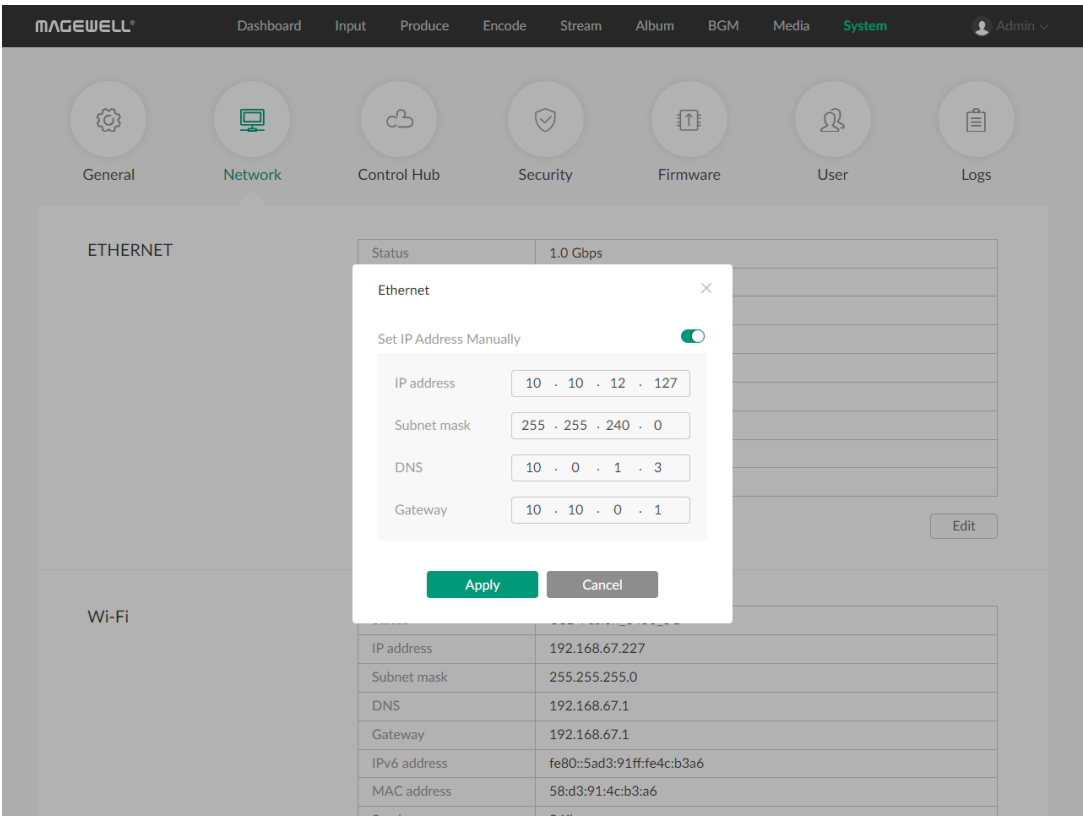 MAGEWELL®
Dashboard Input Produce Encode Stream Album BGM Media System Admin
General Network Control Hub Security Firmware User Logs
ETHERNET
Status 1.0 Gbps
Ethernet
Set IP Address Manually
IP address 10 . 10 . 12 . 127
Subnet mask 255 . 255 . 240 . 0
DNS 10 . 0 . 1 . 3
Gateway 10 . 10 . 0 . 1
Edit
Apply Cancel
Wi-Fi
IP address 192.168.67.227
Subnet mask 255.255.255.0
DNS 192.168.67.1
Gateway 192.168.67.1
IPv6 address fe80::5ad3:91ff:fe4c:b3a6
MAC address 58:d3:91:4c:b3:a6